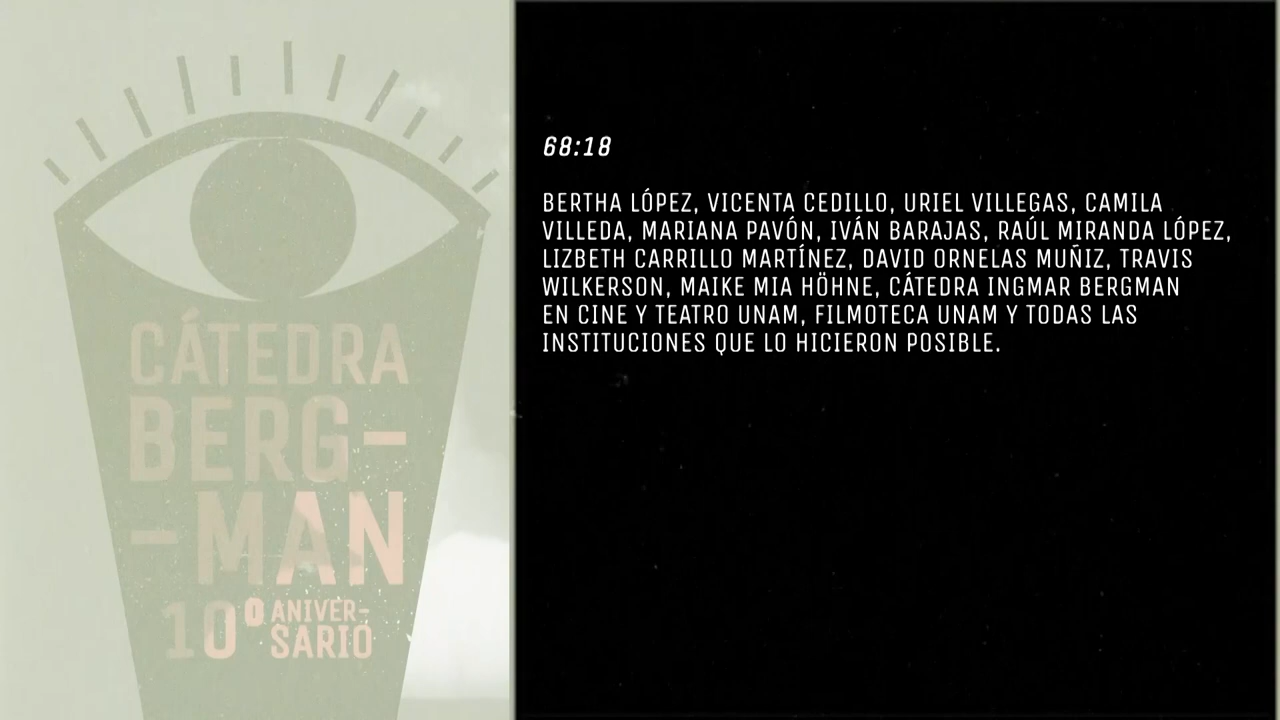 CÁTEDRA
BERG-
-MAN
10º ANIVER-
SARIO
68:18
BERTHA LÓPEZ, VICENTA CEDILLO, URIEL VILLEGAS, CAMILA
VILLEDA, MARIANA PAVÓN, IVÁN BARAJAS, RAÚL MIRANDA LÓPEZ,
LIZBETH CARRILLO MARTÍNEZ, DAVID ORNELAS MUÑIZ, TRAVIS
WILKERSON, MAIKE MIA HÖHNE, CÁTEDRA INGMAR BERGMAN
EN CINE Y TEATRO UNAM, FILMOTECA UNAM Y TODAS LAS
INSTITUCIONES QUE LO HICIERON POSIBLE.